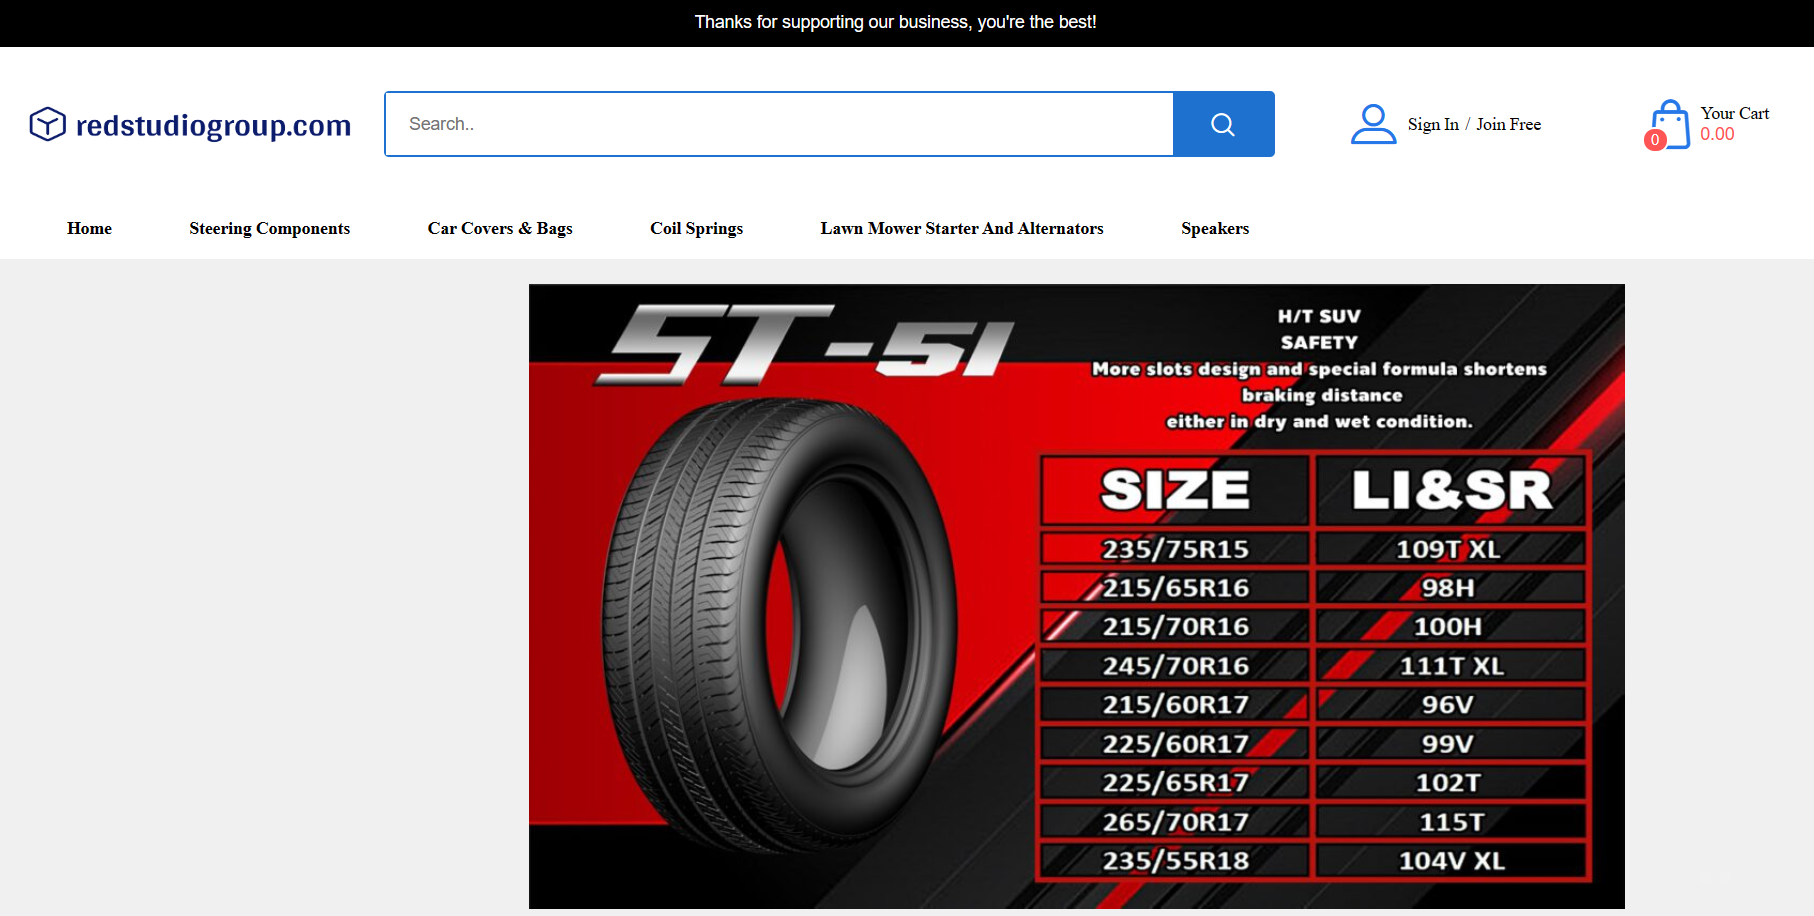 Thanks for supporting our business, you're the best!
redstudiogroup.com
Search..
Sign In / Join Free
Your Cart
0
0.00
Home Steering Components Car Covers & Bags Coil Springs Lawn Mower Starter And Alternators Speakers
ST-51
H/T SUV
SAFETY
More slots design and special formula shortens
braking distance
either in dry and wet condition.
SIZE LI&SR
235/75R15 109T XL
215/65R16 98H
215/70R16 100H
245/70R16 111T XL
215/60R17 96V
225/60R17 99V
225/65R17 102T
265/70R17 115T
235/55R18 104V XL